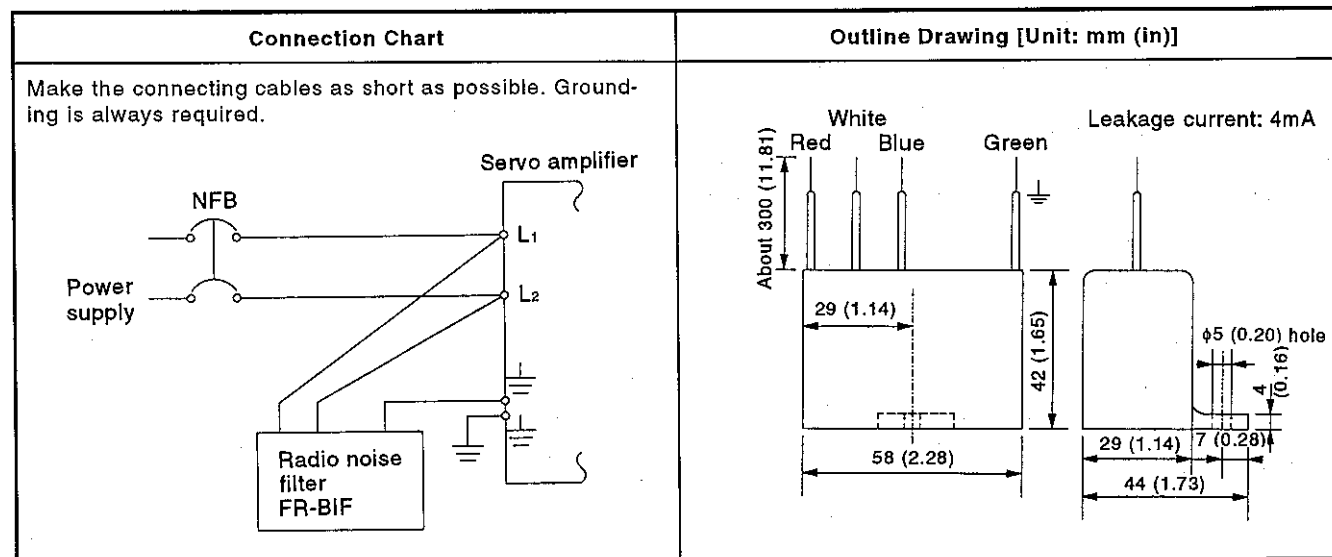 Connection Chart
Make the connecting cables as short as possible. Ground-
ing is always required.
Servo amplifier
NFB
L1
Power
supply
L2
Radio noise
filter
FR-BIF
Outline Drawing [Unit: mm (in)]
White
Leakage current: 4mA
Red
Blue
Green
About 300 (11.81)
29 (1.14)
42 (1.65)
φ5 (0.20) hole
4
(0.16)
29 (1.14)
7 (0.28)
58 (2.28)
44 (1.73)